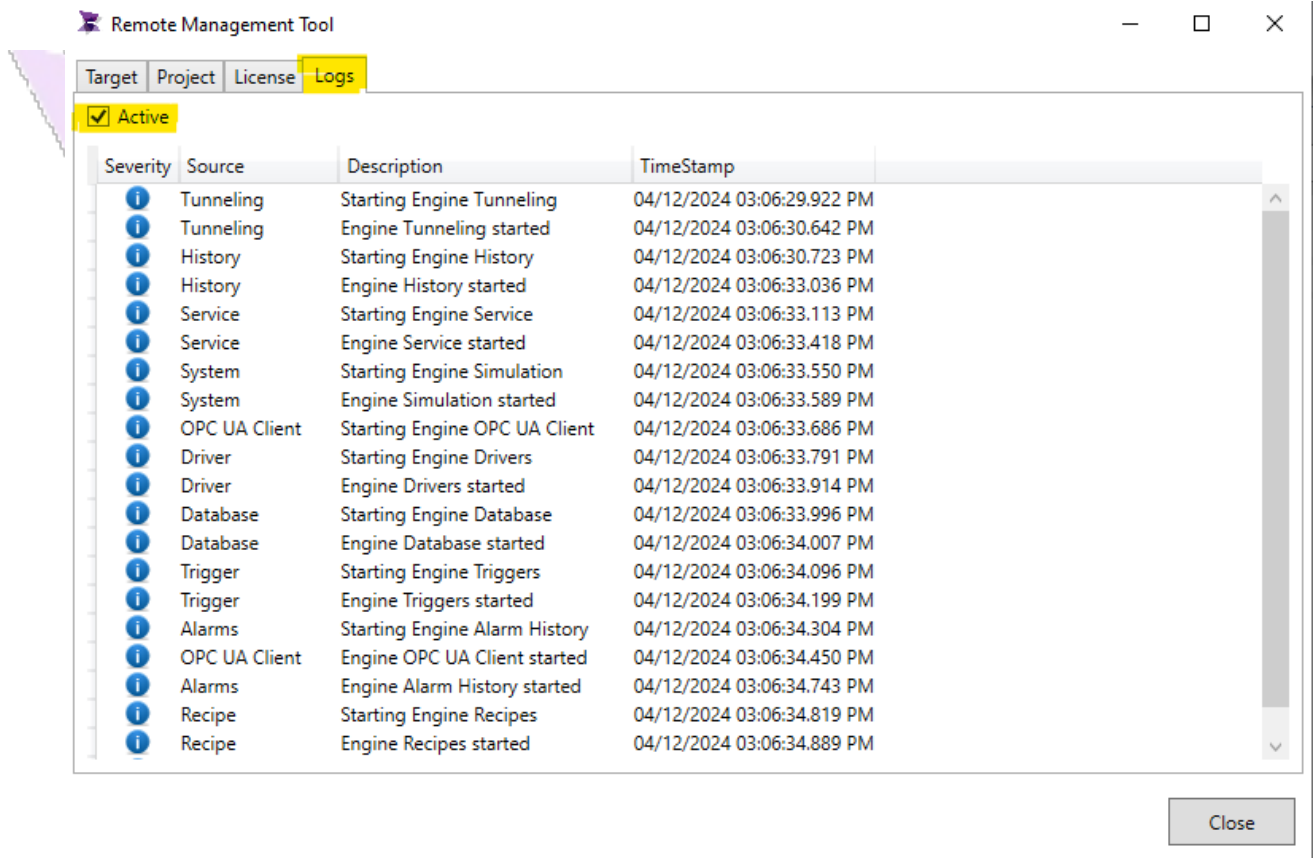 Remote Management Tool
Target Project License Logs
Active
Severity Source Description TimeStamp
Tunneling Starting Engine Tunneling 04/12/2024 03:06:29.922 PM
Tunneling Engine Tunneling started 04/12/2024 03:06:30.642 PM
History Starting Engine History 04/12/2024 03:06:30.723 PM
History Engine History started 04/12/2024 03:06:33.036 PM
Service Starting Engine Service 04/12/2024 03:06:33.113 PM
Service Engine Service started 04/12/2024 03:06:33.418 PM
System Starting Engine Simulation 04/12/2024 03:06:33.550 PM
System Engine Simulation started 04/12/2024 03:06:33.589 PM
OPC UA Client Starting Engine OPC UA Client 04/12/2024 03:06:33.686 PM
Driver Starting Engine Drivers 04/12/2024 03:06:33.791 PM
Driver Engine Drivers started 04/12/2024 03:06:33.914 PM
Database Starting Engine Database 04/12/2024 03:06:33.996 PM
Database Engine Database started 04/12/2024 03:06:34.007 PM
Trigger Starting Engine Triggers 04/12/2024 03:06:34.096 PM
Trigger Engine Triggers started 04/12/2024 03:06:34.199 PM
Alarms Starting Engine Alarm History 04/12/2024 03:06:34.304 PM
OPC UA Client Engine OPC UA Client started 04/12/2024 03:06:34.450 PM
Alarms Engine Alarm History started 04/12/2024 03:06:34.743 PM
Recipe Starting Engine Recipes 04/12/2024 03:06:34.819 PM
Recipe Engine Recipes started 04/12/2024 03:06:34.889 PM
Close